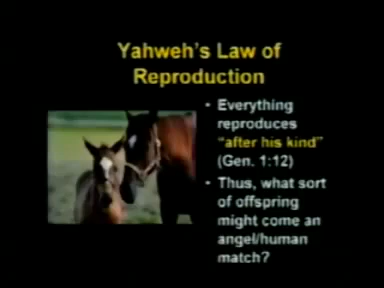 Yahweh's Law of
Reproduction
• Everything
reproduces
"after his kind"
(Gen. 1:12)
• Thus, what sort
of offspring
might come an
angel/human
match?